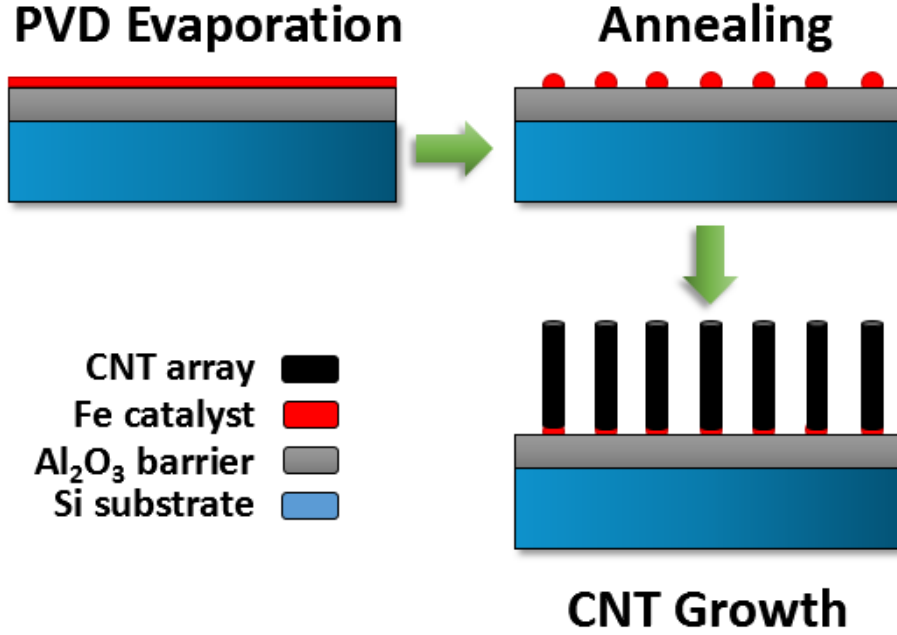 PVD Evaporation
Annealing
CNT array
Fe catalyst
Al₂O₃ barrier
Si substrate
CNT Growth